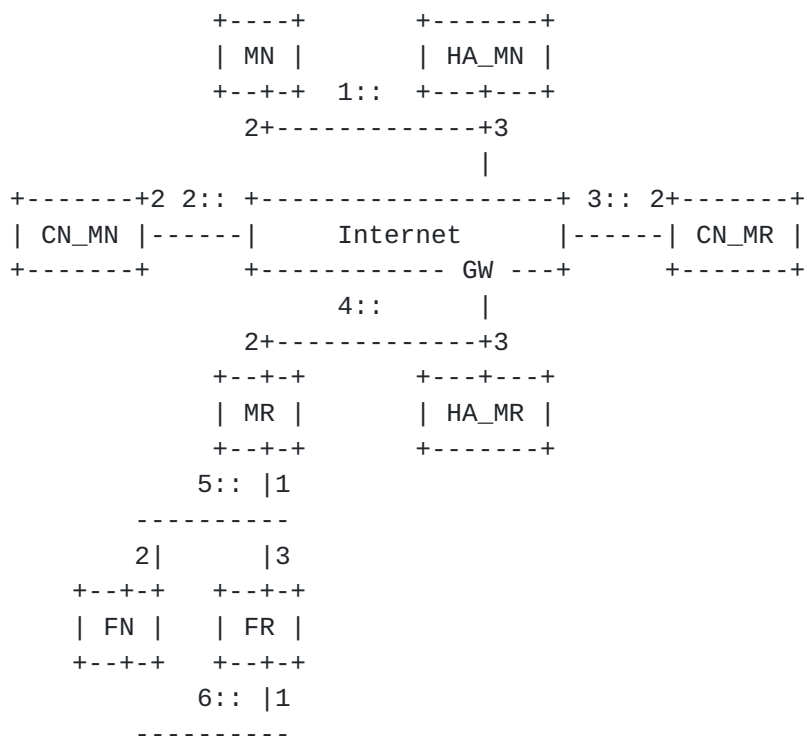 +----+       +-------+
| MN |       | HA_MN |
+--+-+  1::  +---+---+
2+-------------+3
|
+-------+2 2:: +-------------------+ 3:: 2+-------+
| CN_MN |------|     Internet      |------| CN_MR |
+-------+      +------------ GW ---+      +-------+
4::      |
2+-------------+3
+--+-+       +---+---+
| MR |       | HA_MR |
+--+-+       +-------+
5:: |1
----------
2|      |3
+--+-+   +--+-+
| FN |   | FR |
+--+-+   +--+-+
6:: |1
----------